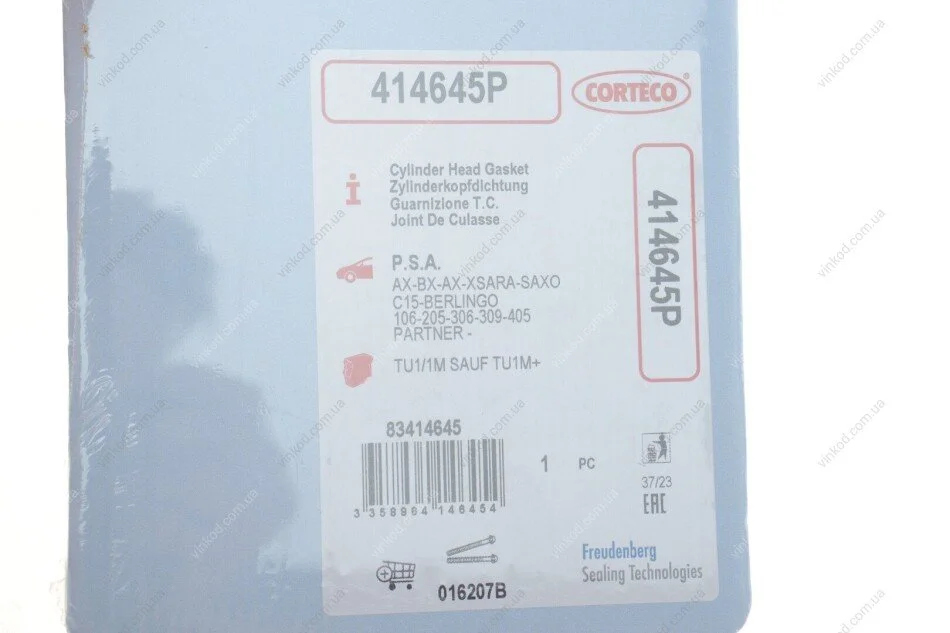 414645P
CORTECO®
Cylinder Head Gasket
Zylinderkopfdichtung
Guarnizione T.C.
Joint De Culasse
414645P
P.S.A.
AX-BX-AX-XSARA-SAXO
C15-BERLINGO
106-205-306-309-405
PARTNER -
TU1/1M SAUF TU1M+
83414645
3 358964 146454
1 PC
37/23
EAC
016207B
Freudenberg
Sealing Technologies
vinkod.com.ua